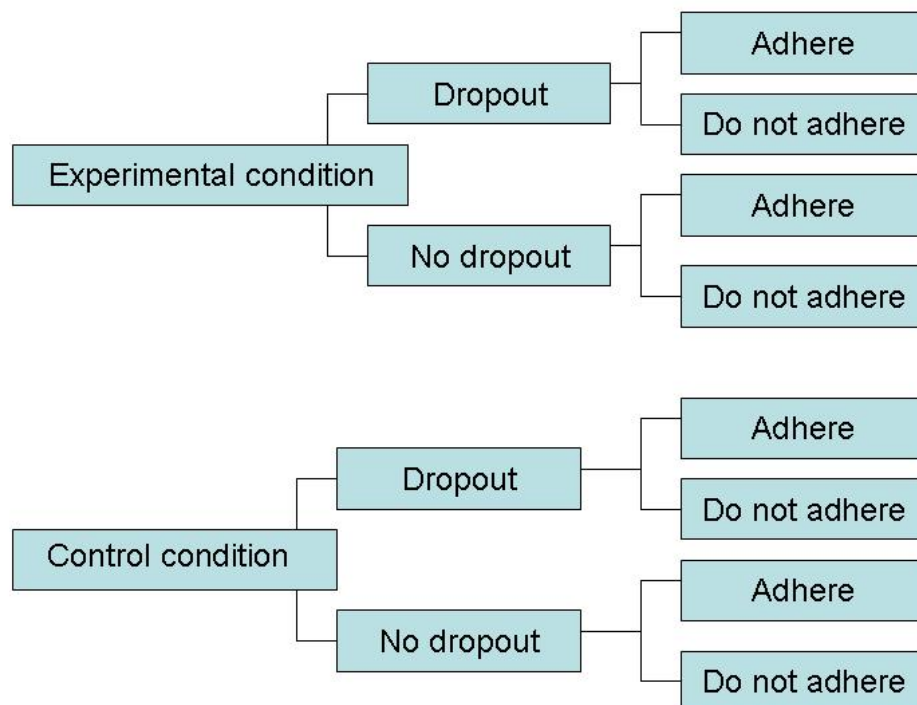 Experimental condition
Dropout
Adhere
Do not adhere
No dropout
Adhere
Do not adhere
Control condition
Dropout
Adhere
Do not adhere
No dropout
Adhere
Do not adhere